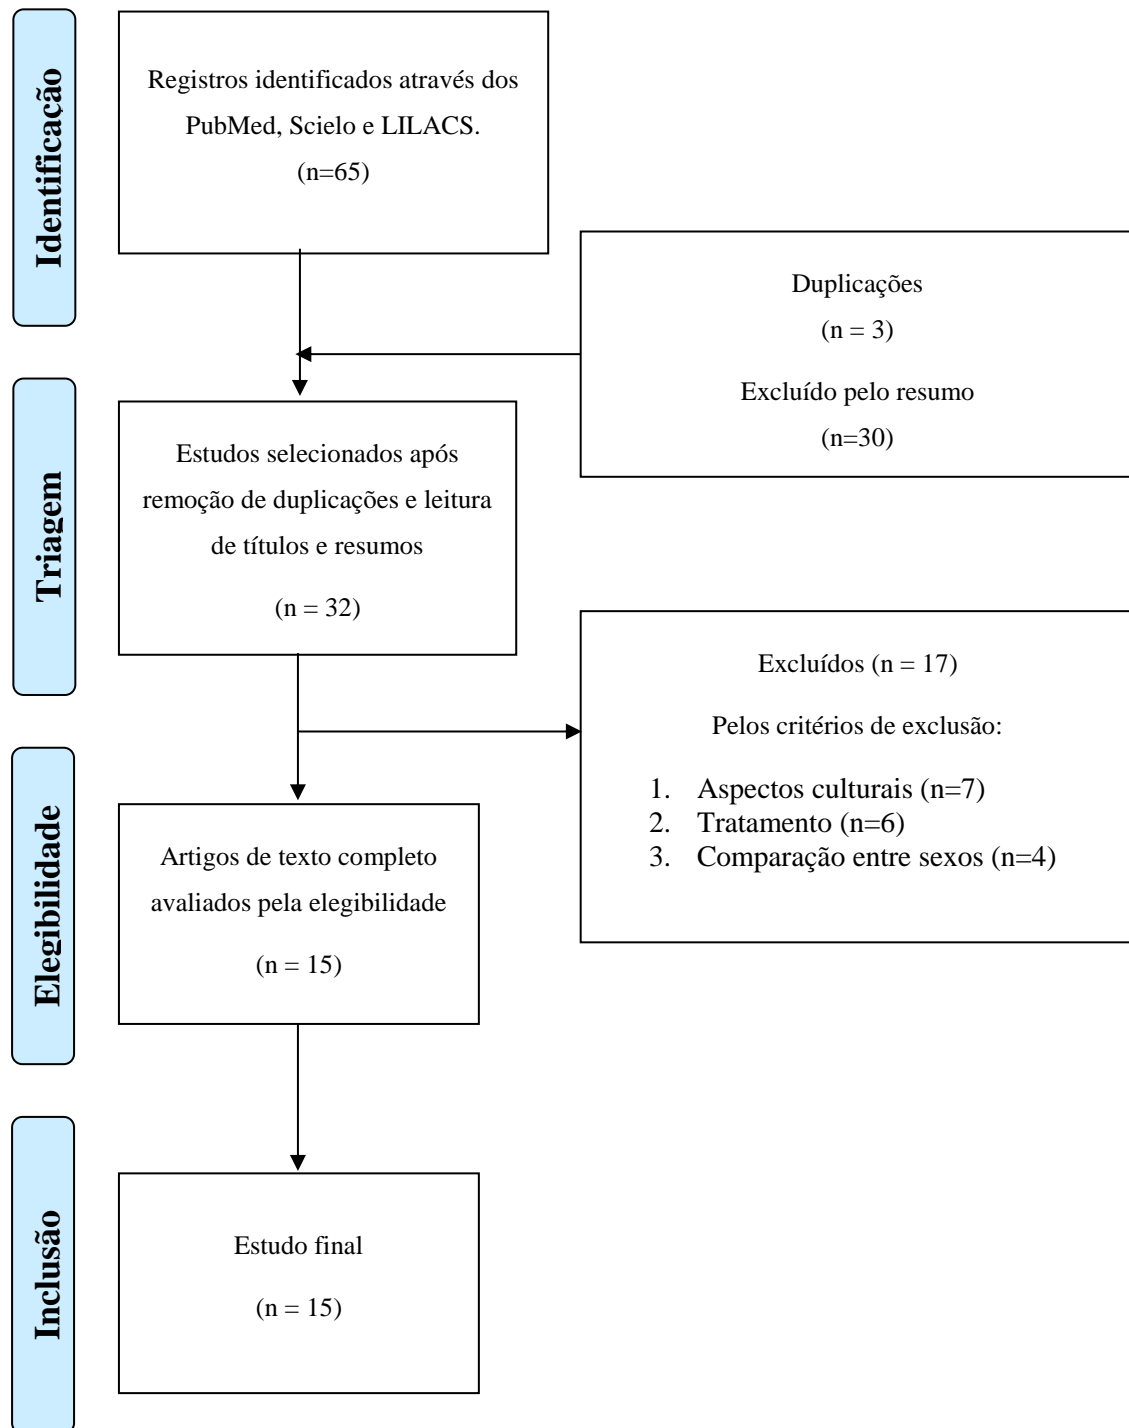 Identificação
Registros identificados através dos
PubMed, Scielo e LILACS.
(n=65)
Duplicações
(n = 3)
Excluído pelo resumo
(n=30)
Triagem
Estudos selecionados após
remoção de duplicações e leitura
de títulos e resumos
(n = 32)
Excluídos (n = 17)
Pelos critérios de exclusão:
1. Aspectos culturais (n=7)
2. Tratamento (n=6)
3. Comparação entre sexos (n=4)
Elegibilidade
Artigos de texto completo
avaliados pela elegibilidade
(n = 15)
Inclusão
Estudo final
(n = 15)